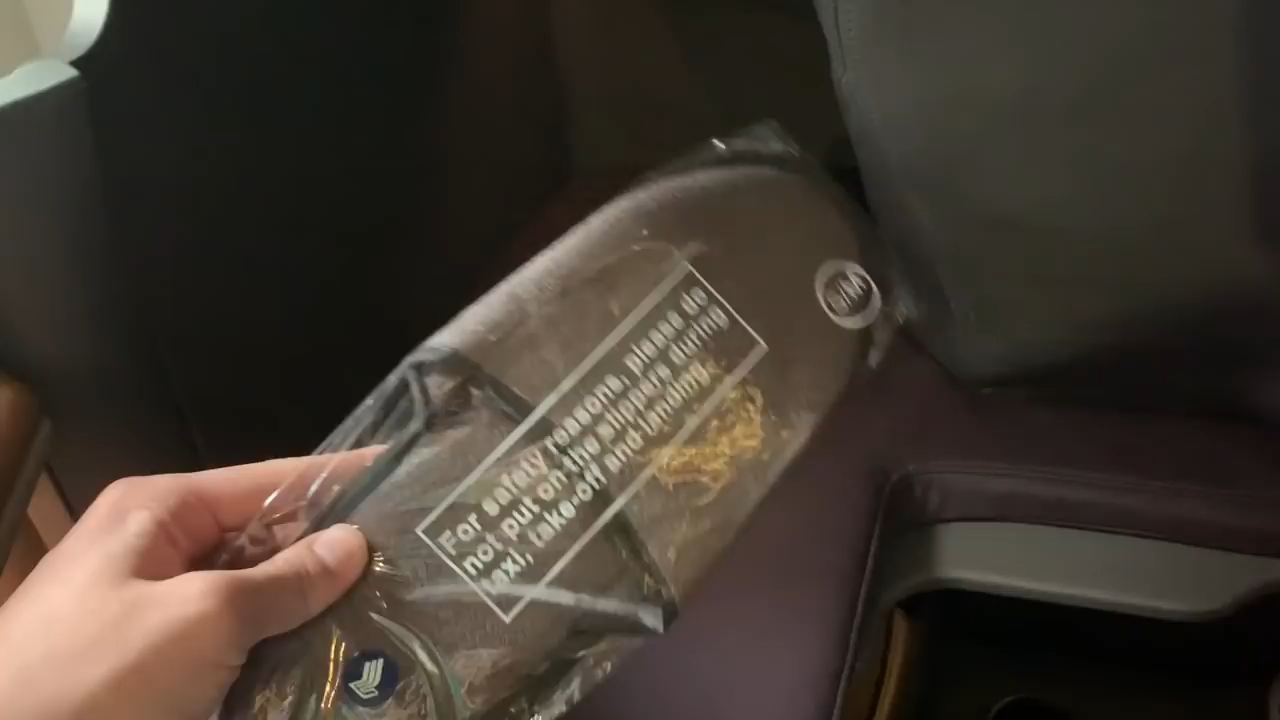 For safety reasons, please do
not put on the slippers during
taxi, take-off and landing.